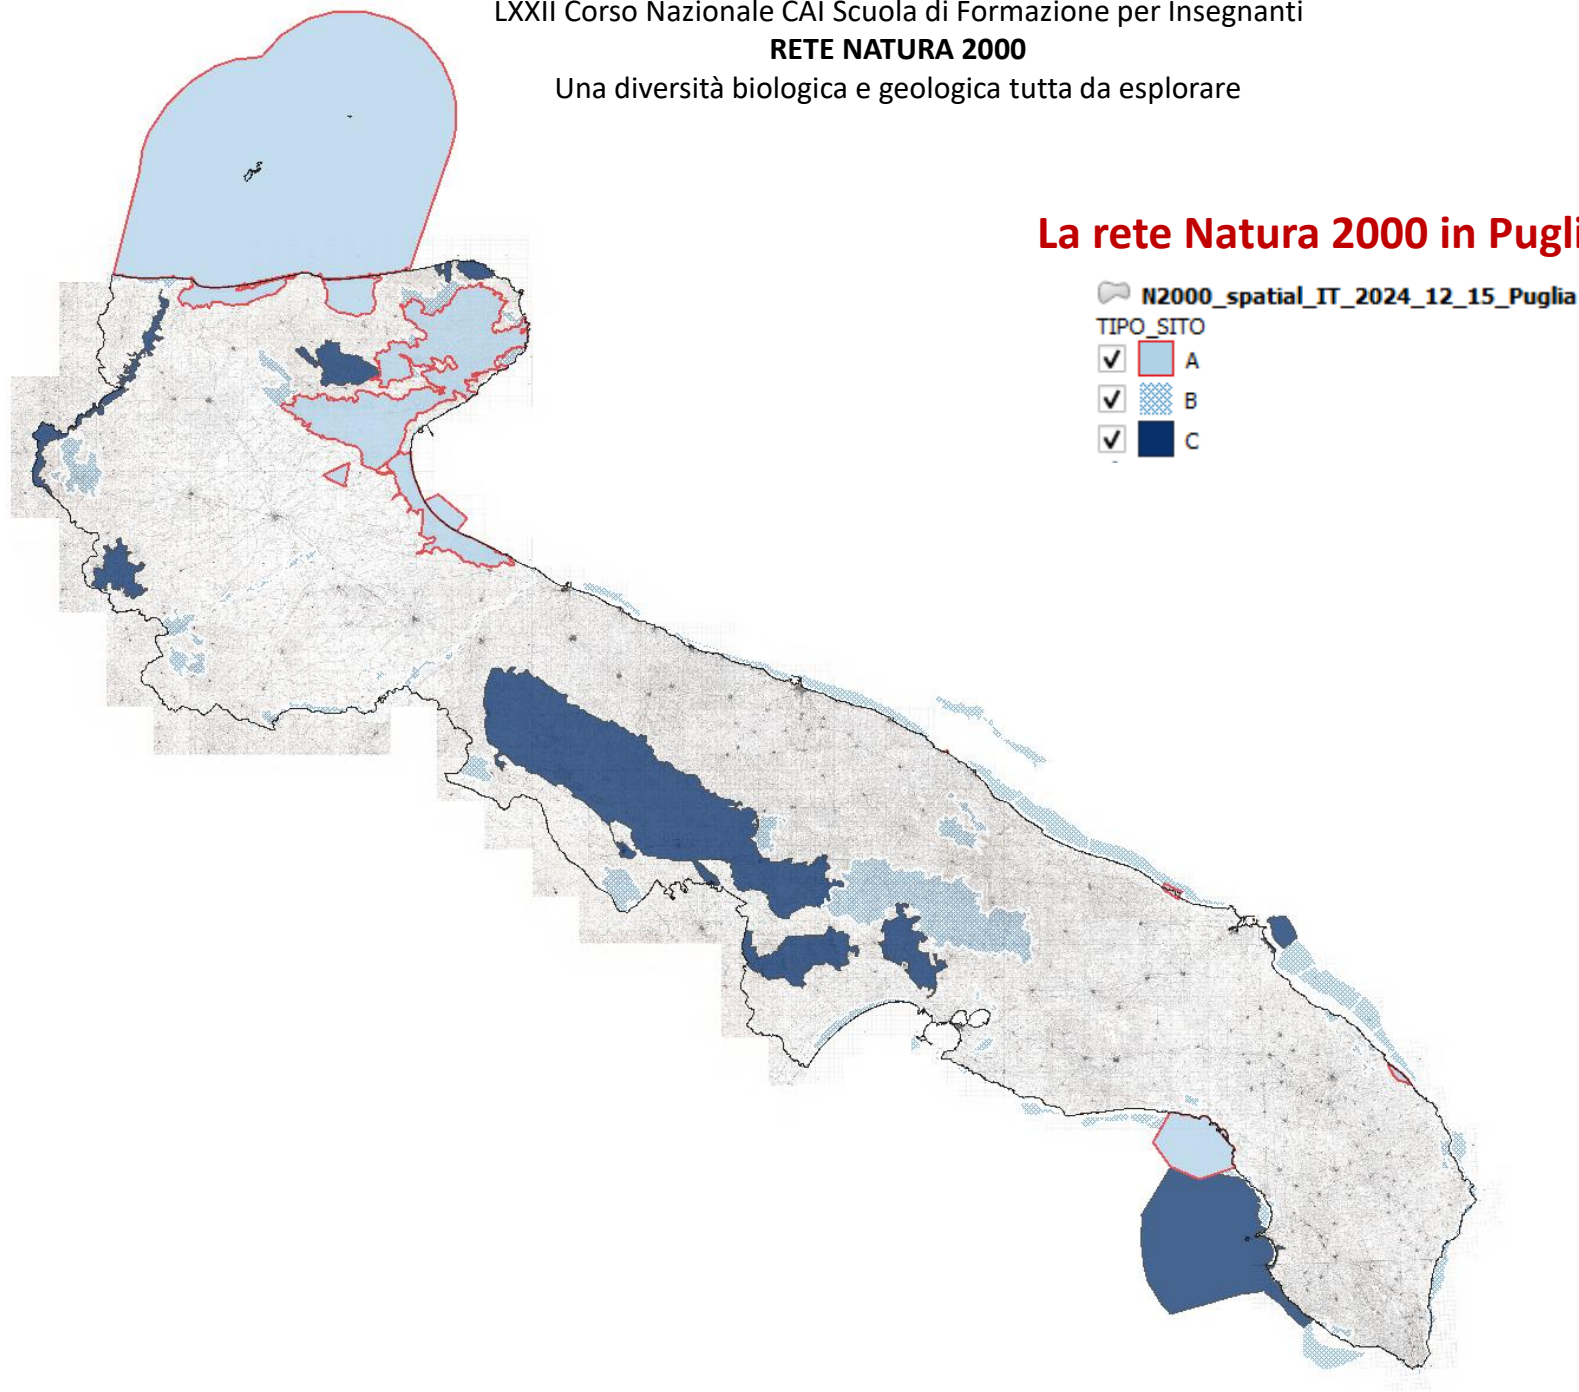 LXXII Corso Nazionale CAI Scuola di Formazione per Insegnanti
RETE NATURA 2000
Una diversità biologica e geologica tutta da esplorare
La rete Natura 2000 in Pugli
N2000_spatial_IT_2024_12_15_Puglia
TIPO_SITO
A
B
C